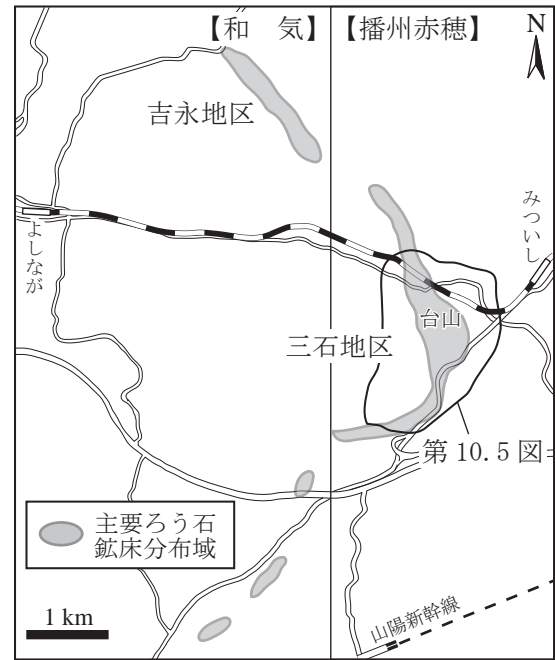 【和　気】
【播州赤穂】
N
吉永地区
みついし
よしなが
台山
三石地区
第 10.5 図
主要ろう石
鉱床分布域
1 km
山陽新幹線